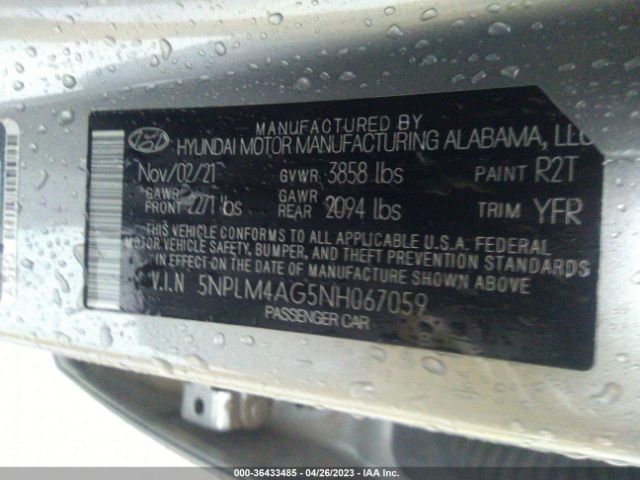 MANUFACTURED BY
HYUNDAI MOTOR MANUFACTURING ALABAMA, LLC
Nov/02/21 GVWR 3858 lbs PAINT R2T
GAWR FRONT 2271 lbs GAWR REAR 2094 lbs TRIM YFR
THIS VEHICLE CONFORMS TO ALL APPLICABLE U.S.A. FEDERAL
MOTOR VEHICLE SAFETY, BUMPER, AND THEFT PREVENTION STANDARDS
IN EFFECT ON THE DATE OF MANUFACTURE SHOWN ABOVE.
V.I.N 5NPLM4AG5NH067059
PASSENGER CAR
000-36433485 - 04/26/2023 - IAA Inc.